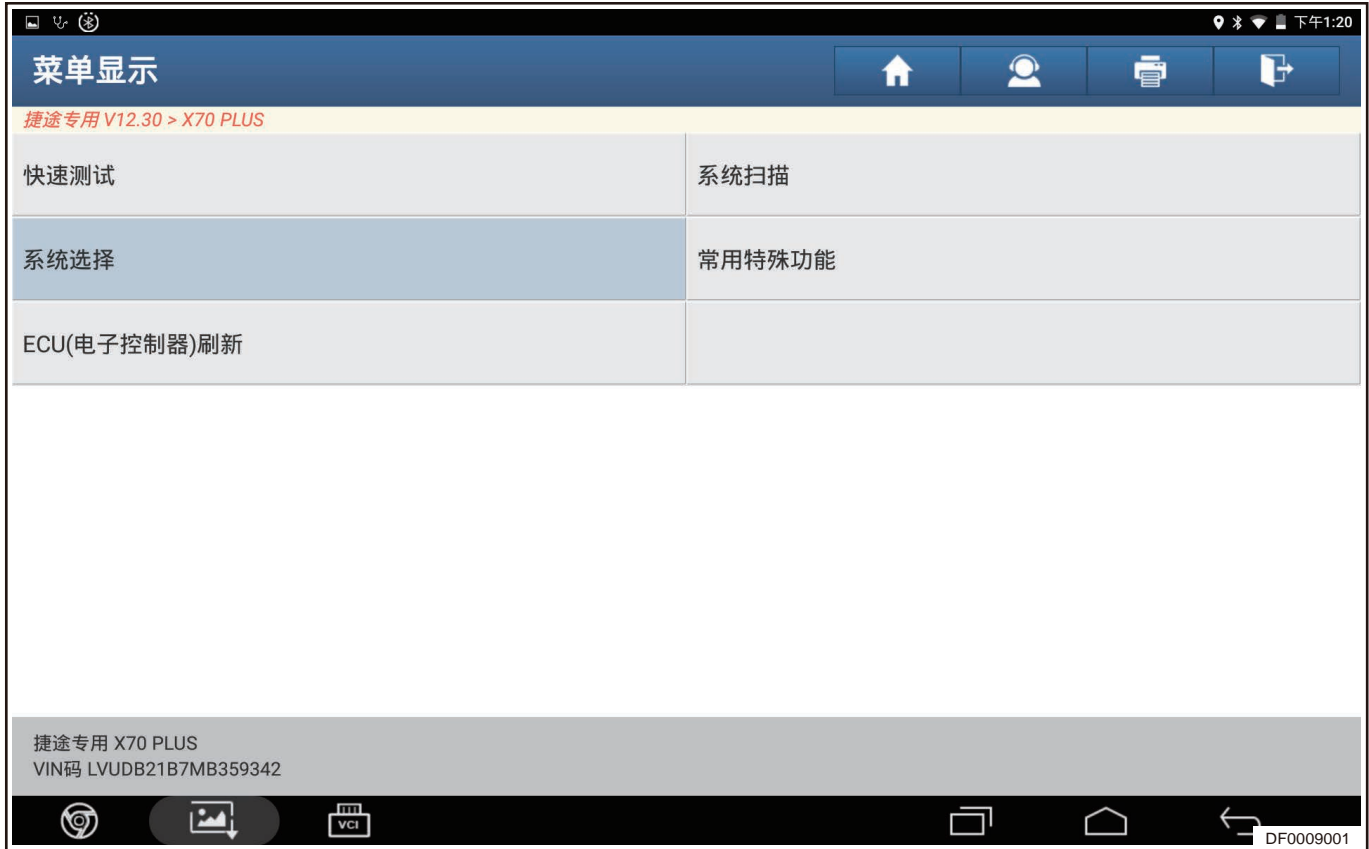 下午1:20
菜单显示
捷途专用 V12.30 > X70 PLUS
快速测试
系统扫描
系统选择
常用特殊功能
ECU(电子控制器)刷新
捷途专用 X70 PLUS
VIN码 LVUDB21B7MB359342
VCI
DF0009001